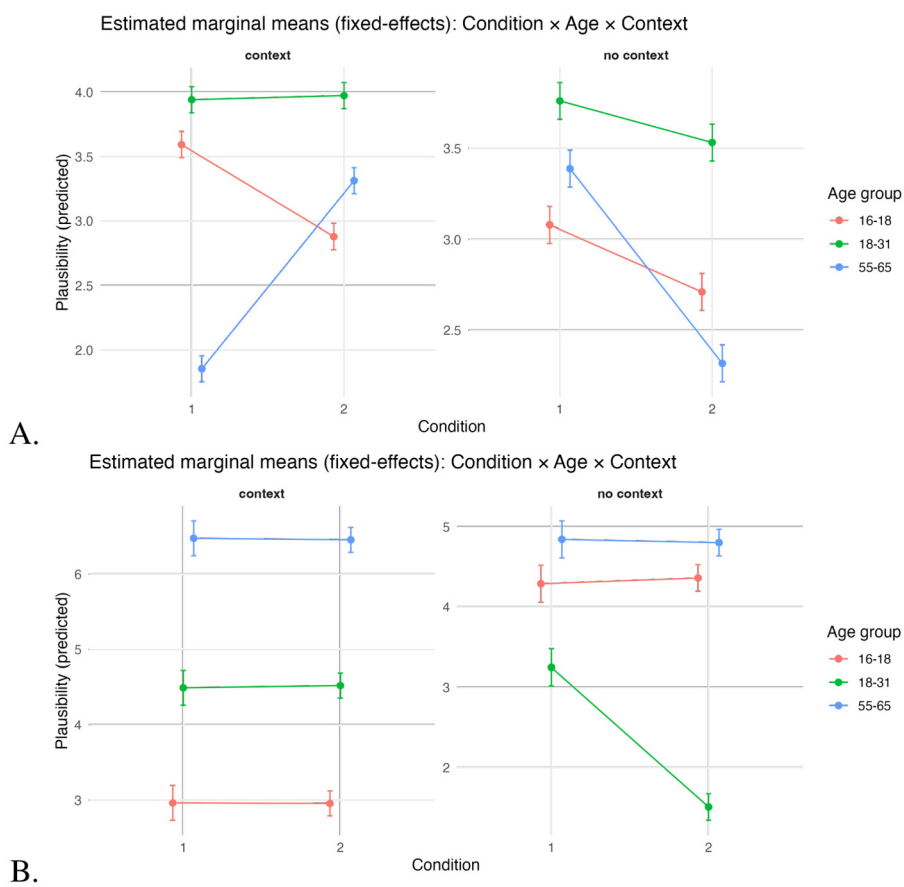 Estimated marginal means (fixed-effects): Condition × Age × Context
context
no context
Plausibility (predicted)
4.0
3.5
3.0
2.5
2.0
3.5
3.0
2.5
1
2
1
2
Condition
Age group
16-18
18-31
55-65
A.
Estimated marginal means (fixed-effects): Condition × Age × Context
context
no context
Plausibility (predicted)
6
5
4
3
5
4
3
2
1
2
1
2
Condition
Age group
16-18
18-31
55-65
B.